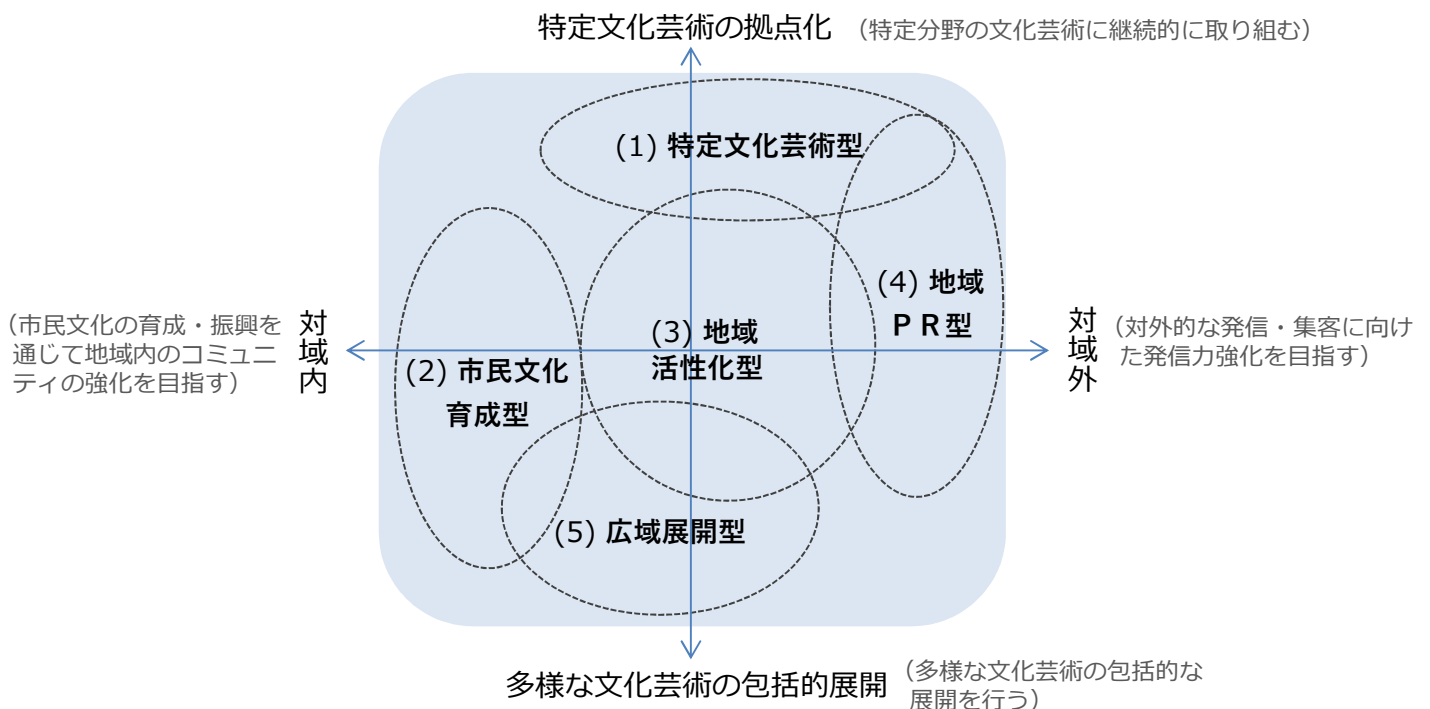 特定文化芸術の拠点化 （特定分野の文化芸術に継続的に取り組む）
(1) 特定文化芸術型
(4) 地域
ＰＲ型
(3) 地域
活性化型
(2) 市民文化
育成型
(5) 広域展開型
（市民文化の育成・振興を
通じて地域内のコミュニ
ティの強化を目指す）
対域内
対域外
（対外的な発信・集客に向け
た発信力強化を目指す）
多様な文化芸術の包括的展開 （多様な文化芸術の包括的な
展開を行う）